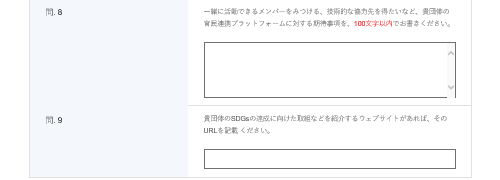 問. 8
一緒に活動できるメンバーをみつける、技術的な協力先を得たいなど、貴団体の
官民連携プラットフォームに対する期待事項を、100文字以内でお書きください。
問. 9
貴団体のSDGsの達成に向けた取組などを紹介するウェブサイトがあれば、その
URLを記載 ください。